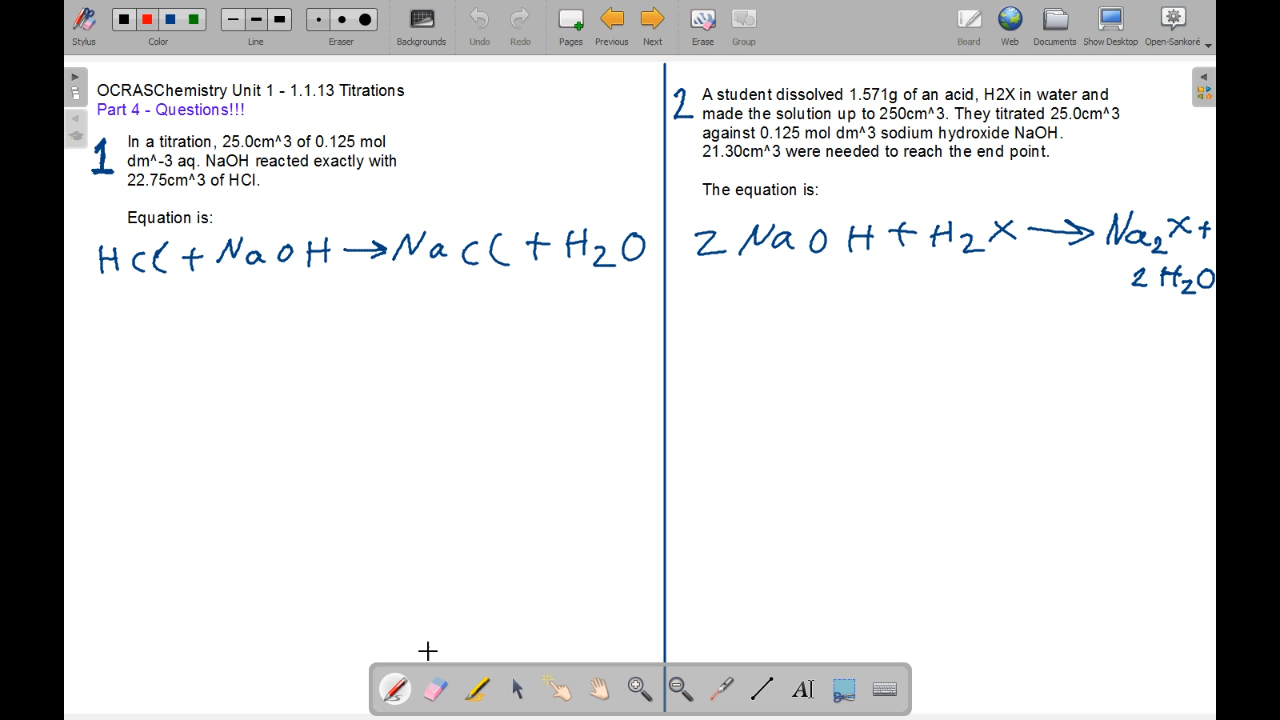 Stylus
Color
Line
Eraser
Backgrounds
Undo
Redo
Pages
Previous
Next
Erase
Group
Board
Web
Documents
Show Desktop
Open-Sankoré
OCRASChemistry Unit 1 - 1.1.13 Titrations
Part 4 - Questions!!!
1
In a titration, 25.0cm^3 of 0.125 mol
dm^-3 aq. NaOH reacted exactly with
22.75cm^3 of HCl.
Equation is:
HCl + NaOH → NaCl + H2O
2
A student dissolved 1.571g of an acid, H2X in water and
made the solution up to 250cm^3. They titrated 25.0cm^3
against 0.125 mol dm^3 sodium hydroxide NaOH.
21.30cm^3 were needed to reach the end point.
The equation is:
2 NaOH + H2X → Na2X +
2 H2O
AI